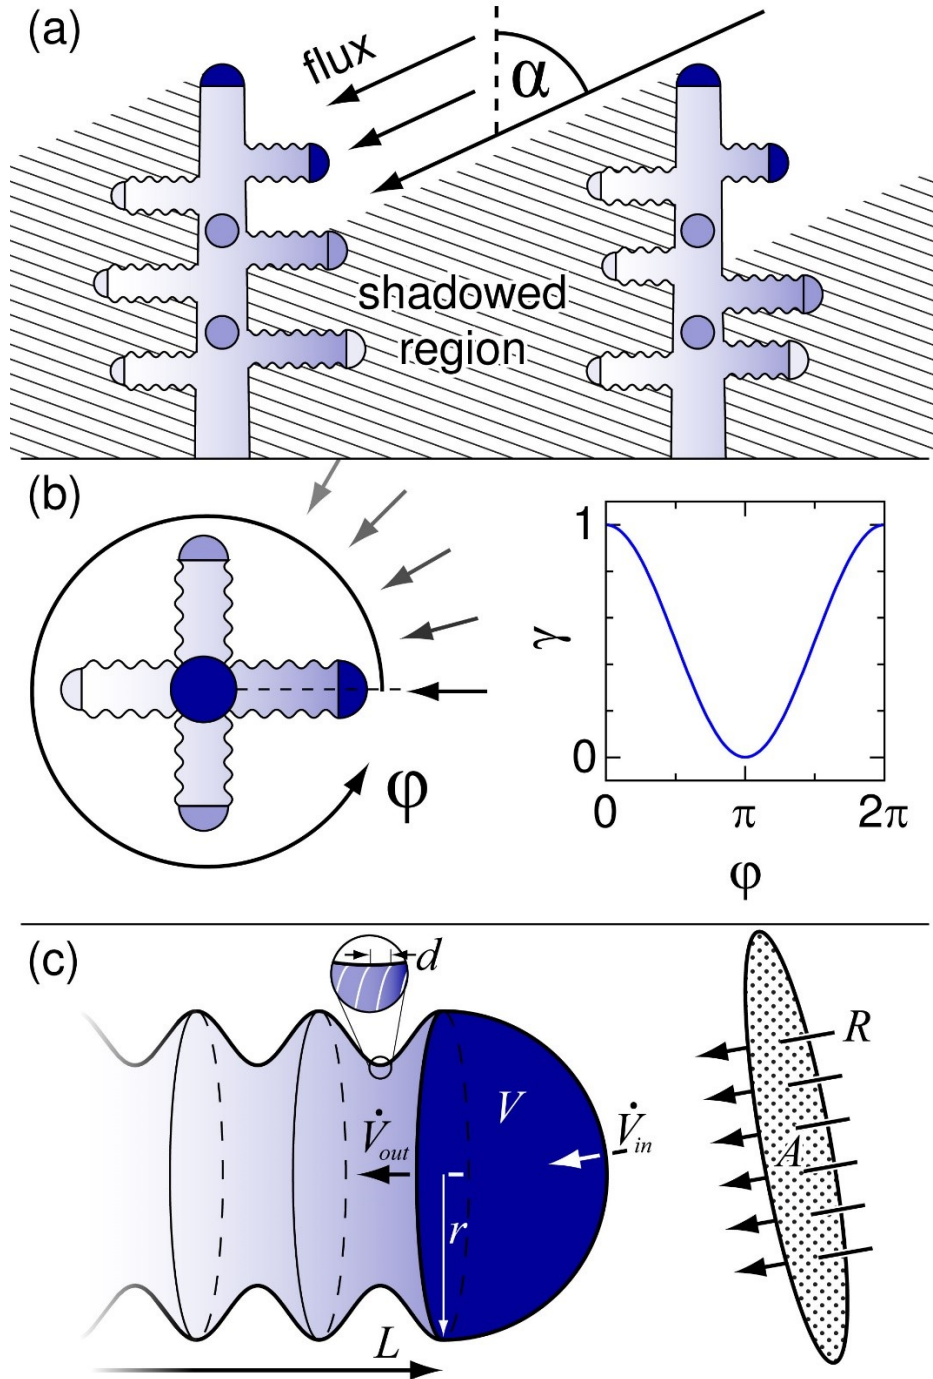 (a)
flux
α
shadowed
region
(b)
φ
1
γ
0
0
π
2π
φ
(c)
d
R
V
V̇in
V̇out
A
r
L